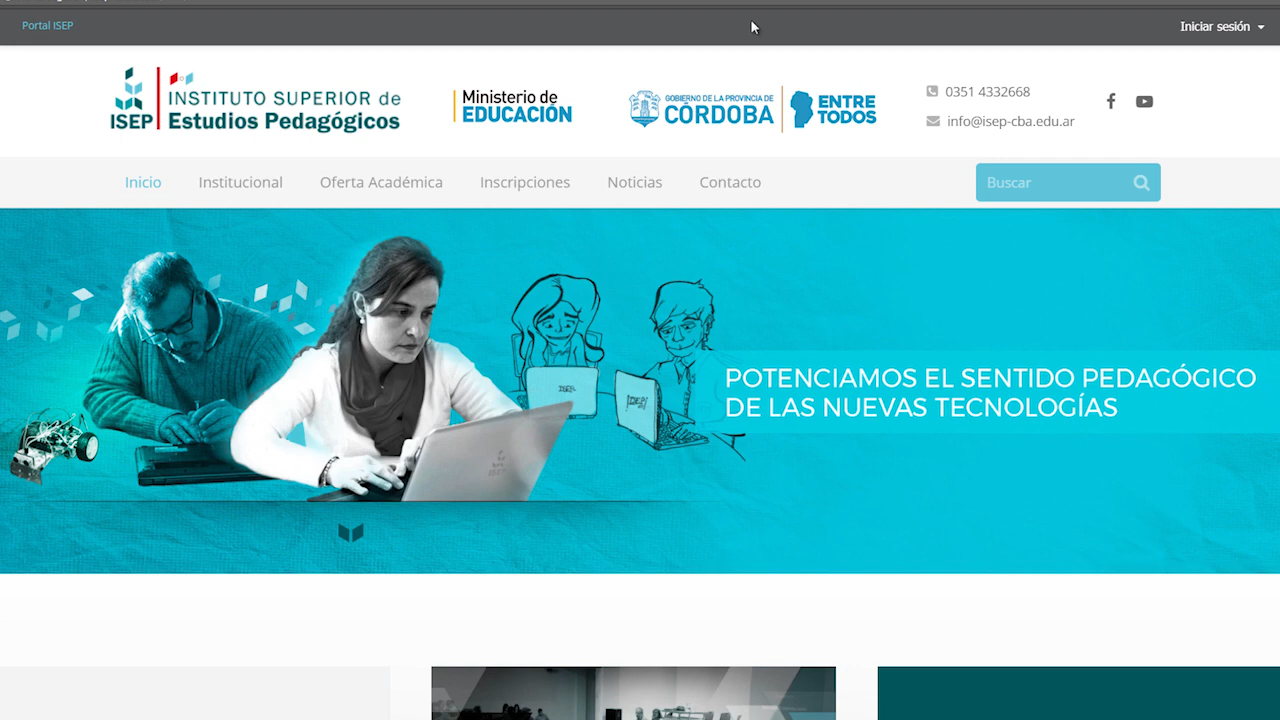 Portal ISEP
Iniciar sesión
ISEP
INSTITUTO SUPERIOR de
Estudios Pedagógicos
Ministerio de
EDUCACIÓN
GOBIERNO DE LA PROVINCIA DE
CÓRDOBA
ENTRE
TODOS
0351 4332668
info@isep-cba.edu.ar
Inicio
Institucional
Oferta Académica
Inscripciones
Noticias
Contacto
Buscar
POTENCIAMOS EL SENTIDO PEDAGÓGICO
DE LAS NUEVAS TECNOLOGÍAS
ISEP
ISEP